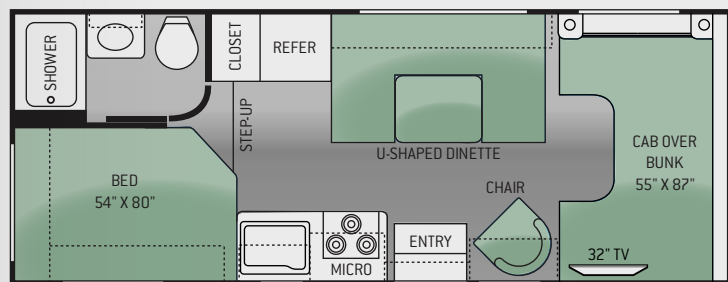 SHOWER
CLOSET
REFER
STEP-UP
U-SHAPED DINETTE
BED
54" X 80"
CHAIR
CAB OVER
BUNK
55" X 87"
ENTRY
MICRO
32" TV